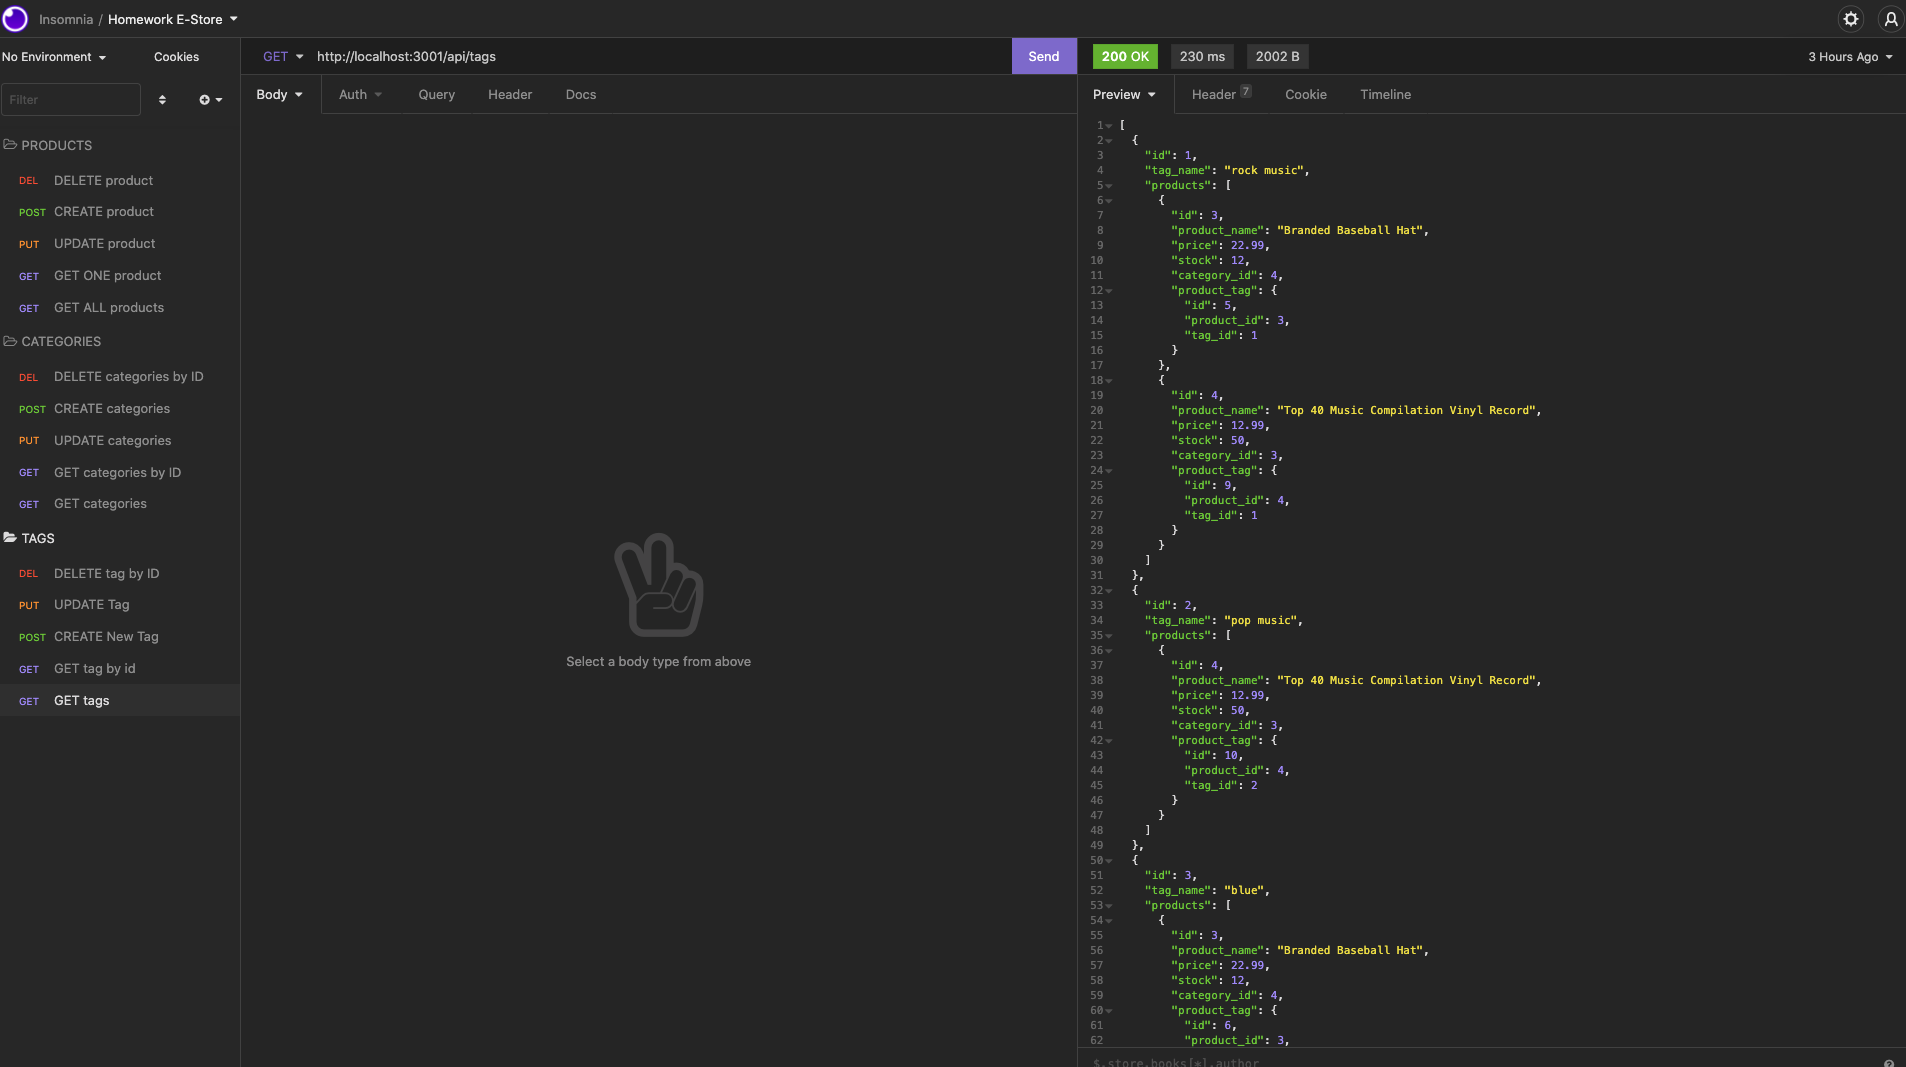 Insomnia / Homework E-Store
No Environment
Cookies
Filter
PRODUCTS
DEL DELETE product
POST CREATE product
PUT UPDATE product
GET GET ONE product
GET GET ALL products
CATEGORIES
DEL DELETE categories by ID
POST CREATE categories
PUT UPDATE categories
GET GET categories by ID
GET GET categories
TAGS
DEL DELETE tag by ID
PUT UPDATE Tag
POST CREATE New Tag
GET GET tag by id
GET GET tags
GET http://localhost:3001/api/tags Send
Body Auth Query Header Docs
Select a body type from above
200 OK 230 ms 2002 B 3 Hours Ago
Preview Header 7 Cookie Timeline
1 [
2 {
3 "id": 1,
4 "tag_name": "rock music",
5 "products": [
6 {
7 "id": 3,
8 "product_name": "Branded Baseball Hat",
9 "price": 22.99,
10 "stock": 12,
11 "category_id": 4,
12 "product_tag": {
13 "id": 5,
14 "product_id": 3,
15 "tag_id": 1
16 }
17 },
18 {
19 "id": 4,
20 "product_name": "Top 40 Music Compilation Vinyl Record",
21 "price": 12.99,
22 "stock": 50,
23 "category_id": 3,
24 "product_tag": {
25 "id": 9,
26 "product_id": 4,
27 "tag_id": 1
28 }
29 }
30 ]
31 },
32 {
33 "id": 2,
34 "tag_name": "pop music",
35 "products": [
36 {
37 "id": 4,
38 "product_name": "Top 40 Music Compilation Vinyl Record",
39 "price": 12.99,
40 "stock": 50,
41 "category_id": 3,
42 "product_tag": {
43 "id": 10,
44 "product_id": 4,
45 "tag_id": 2
46 }
47 }
48 ]
49 },
50 {
51 "id": 3,
52 "tag_name": "blue",
53 "products": [
54 {
55 "id": 3,
56 "product_name": "Branded Baseball Hat",
57 "price": 22.99,
58 "stock": 12,
59 "category_id": 4,
60 "product_tag": {
61 "id": 6,
62 "product_id": 3,
$.store.books[*].author